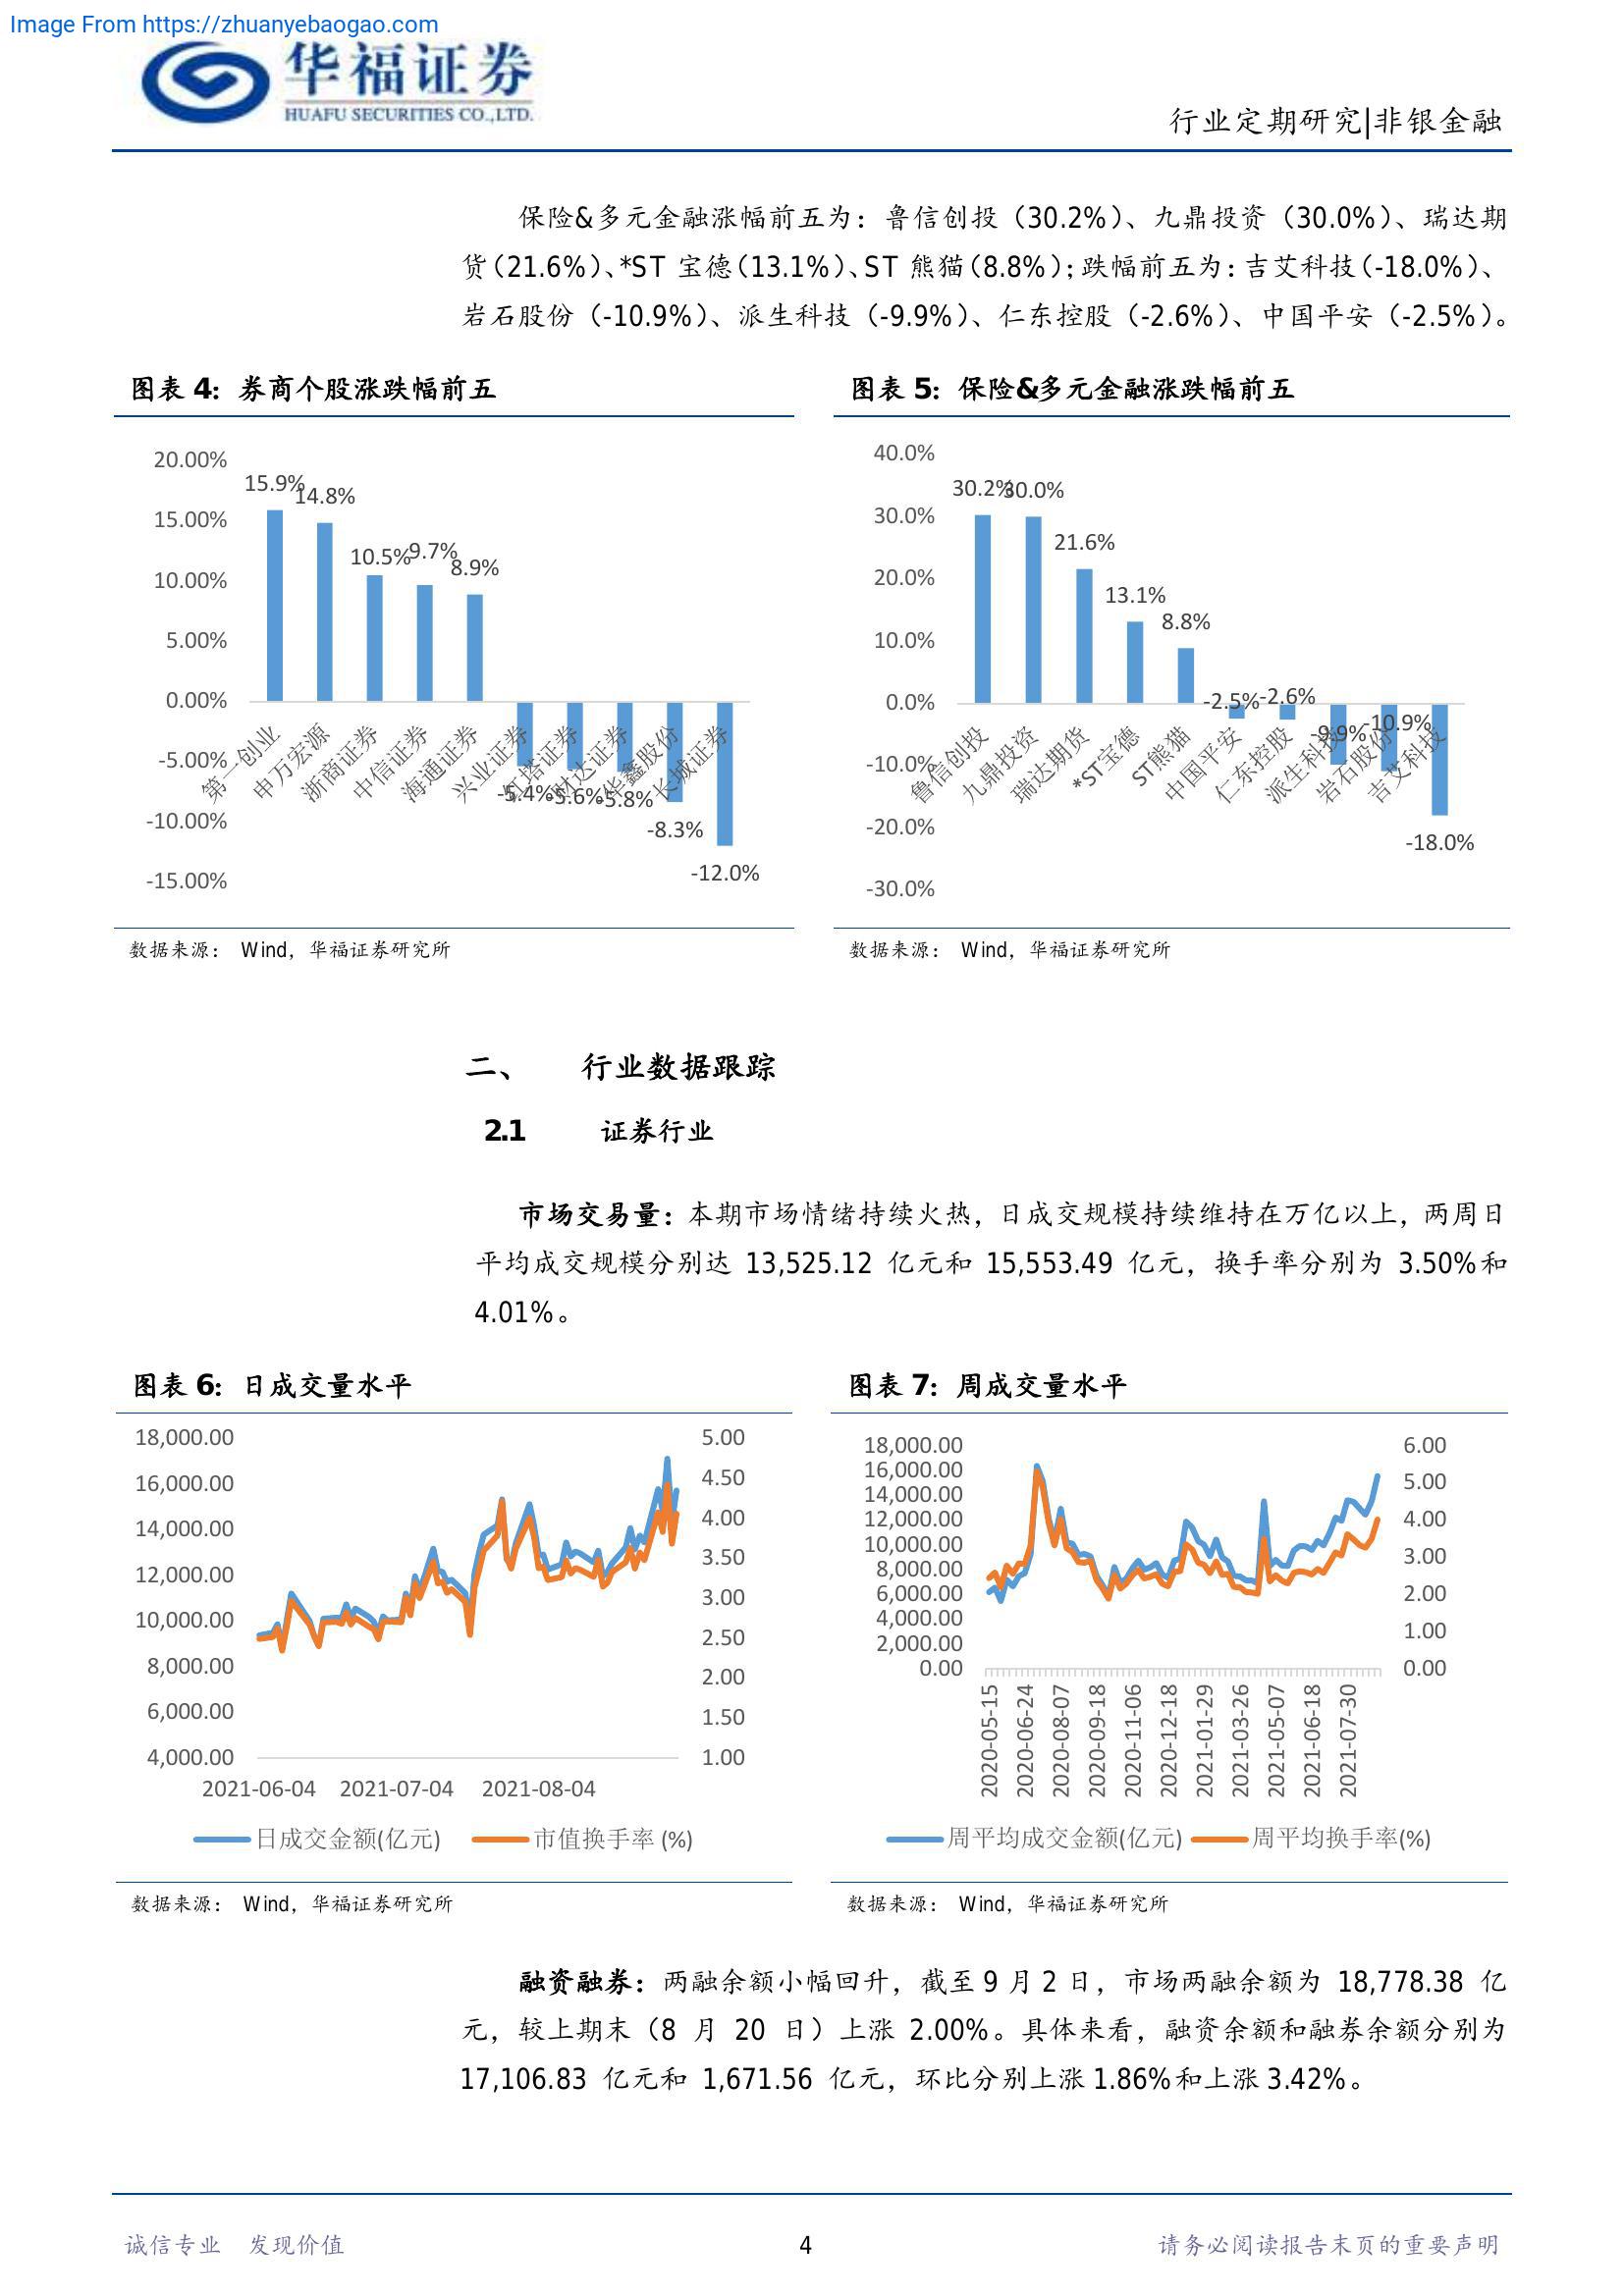 Image From https://zhuanyebaogao.com
华福证券
HUAFU SECURITIES CO.,LTD.
行业定期研究|非银金融
保险&多元金融涨幅前五为：鲁信创投（30.2%）、九鼎投资（30.0%）、瑞达期
货（21.6%）、*ST 宝德（13.1%）、ST 熊猫（8.8%）；跌幅前五为：吉艾科技（-18.0%）、
岩石股份（-10.9%）、派生科技（-9.9%）、仁东控股（-2.6%）、中国平安（-2.5%）。
图表 4：券商个股涨跌幅前五
20.00%
15.00%
10.00%
5.00%
0.00%
-5.00%
-10.00%
-15.00%
15.9%
14.8%
10.5%
9.7%
8.9%
-5.4%
-5.6%
-5.8%
-8.3%
-12.0%
第一创业
申万宏源
浙商证券
中信证券
海通证券
兴业证券
红塔证券
财达证券
华鑫股份
长城证券
数据来源： Wind，华福证券研究所
图表 5：保险&多元金融涨跌幅前五
40.0%
30.0%
20.0%
10.0%
0.0%
-10.0%
-20.0%
-30.0%
30.2%
30.0%
21.6%
13.1%
8.8%
-2.5%
-2.6%
-9.9%
-10.9%
-18.0%
鲁信创投
九鼎投资
瑞达期货
*ST宝德
ST熊猫
中国平安
仁东控股
派生科技
岩石股份
吉艾科技
数据来源： Wind，华福证券研究所
二、 行业数据跟踪
2.1 证券行业
市场交易量：本期市场情绪持续火热，日成交规模持续维持在万亿以上，两周日
平均成交规模分别达 13,525.12 亿元和 15,553.49 亿元，换手率分别为 3.50%和
4.01%。
图表 6：日成交量水平
18,000.00
16,000.00
14,000.00
12,000.00
10,000.00
8,000.00
6,000.00
4,000.00
5.00
4.50
4.00
3.50
3.00
2.50
2.00
1.50
1.00
2021-06-04 2021-07-04 2021-08-04
日成交金额(亿元) 市值换手率 (%)
数据来源： Wind，华福证券研究所
图表 7：周成交量水平
18,000.00
16,000.00
14,000.00
12,000.00
10,000.00
8,000.00
6,000.00
4,000.00
2,000.00
0.00
6.00
5.00
4.00
3.00
2.00
1.00
0.00
2020-05-15
2020-06-24
2020-08-07
2020-09-18
2020-11-06
2020-12-18
2021-01-29
2021-03-26
2021-05-07
2021-06-18
2021-07-30
周平均成交金额(亿元) 周平均换手率(%)
数据来源： Wind，华福证券研究所
融资融券：两融余额小幅回升，截至 9 月 2 日，市场两融余额为 18,778.38 亿
元，较上期末（8 月 20 日）上涨 2.00%。具体来看，融资余额和融券余额分别为
17,106.83 亿元和 1,671.56 亿元，环比分别上涨 1.86%和上涨 3.42%。
诚信专业 发现价值
4
请务必阅读报告末页的重要声明